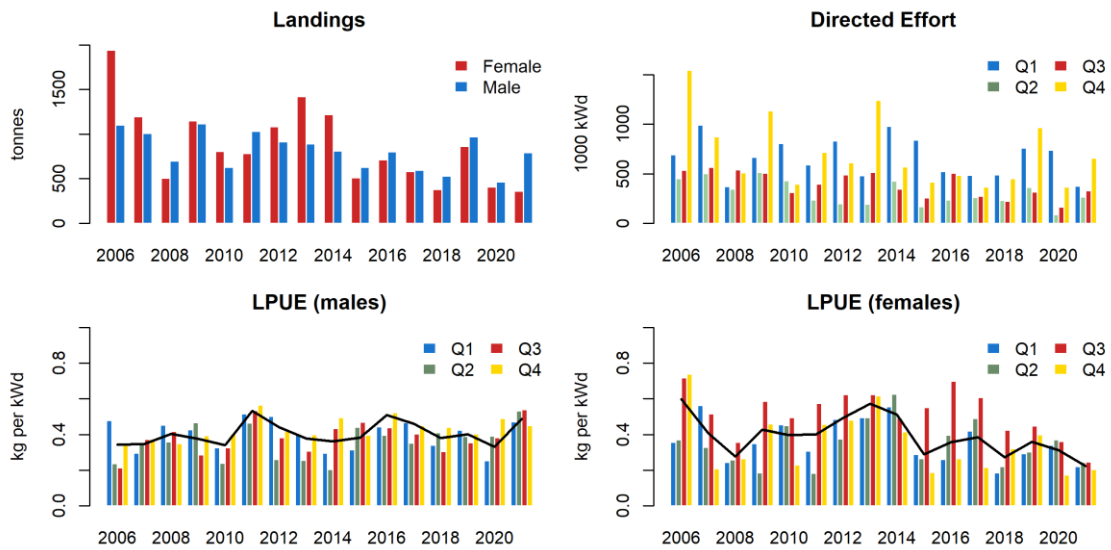 Landings
tonnes
1500
500
0
Female
Male
2006 2008 2010 2012 2014 2016 2018 2020
Directed Effort
1000 kWd
1000
500
0
Q1 Q3
Q2 Q4
2006 2008 2010 2012 2014 2016 2018 2020
LPUE (males)
kg per kWd
0.8
0.4
0.0
Q1 Q3
Q2 Q4
2006 2008 2010 2012 2014 2016 2018 2020
LPUE (females)
kg per kWd
0.8
0.4
0.0
Q1 Q3
Q2 Q4
2006 2008 2010 2012 2014 2016 2018 2020